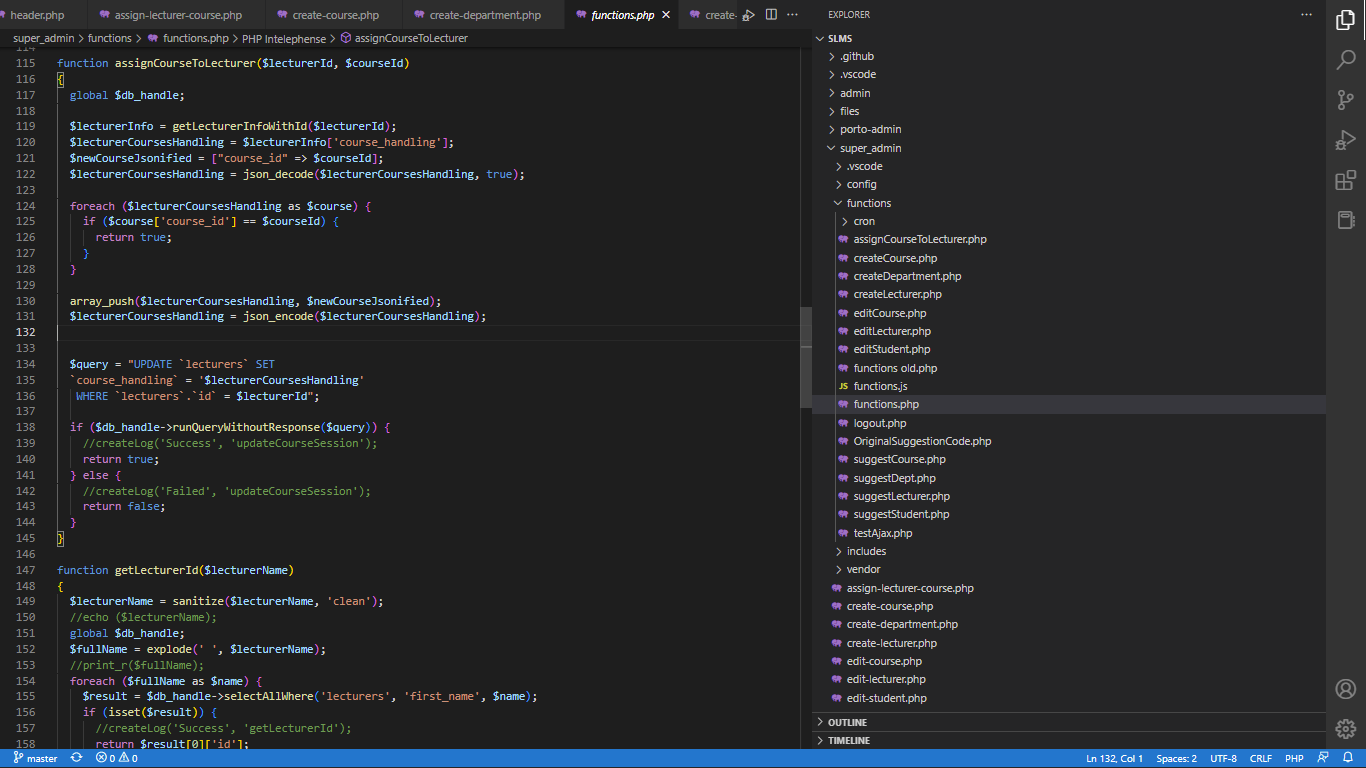 header.php
assign-lecturer-course.php
create-course.php
create-department.php
functions.php
create-
super_admin > functions > functions.php > PHP Intelephense > assignCourseToLecturer
114
115 function assignCourseToLecturer($lecturerId, $courseId)
116 {
117 global $db_handle;
118
119 $lecturerInfo = getLecturerInfoWithId($lecturerId);
120 $lecturerCoursesHandling = $lecturerInfo['course_handling'];
121 $newCourseJsonified = ["course_id" => $courseId];
122 $lecturerCoursesHandling = json_decode($lecturerCoursesHandling, true);
123
124 foreach ($lecturerCoursesHandling as $course) {
125 if ($course['course_id'] == $courseId) {
126 return true;
127 }
128 }
129
130 array_push($lecturerCoursesHandling, $newCourseJsonified);
131 $lecturerCoursesHandling = json_encode($lecturerCoursesHandling);
132
133
134 $query = "UPDATE `lecturers` SET
135 `course_handling` = '$lecturerCoursesHandling'
136 WHERE `lecturers`.`id` = $lecturerId";
137
138 if ($db_handle->runQueryWithoutResponse($query)) {
139 //createLog('Success', 'updateCourseSession');
140 return true;
141 } else {
142 //createLog('Failed', 'updateCourseSession');
143 return false;
144 }
145 }
146
147 function getLecturerId($lecturerName)
148 {
149 $lecturerName = sanitize($lecturerName, 'clean');
150 //echo ($lecturerName);
151 global $db_handle;
152 $fullName = explode(' ', $lecturerName);
153 //print_r($fullName);
154 foreach ($fullName as $name) {
155 $result = $db_handle->selectAllWhere('lecturers', 'first_name', $name);
156 if (isset($result)) {
157 //createLog('Success', 'getLecturerId');
158 return $result[0]['id'];
EXPLORER
SLMS
.github
.vscode
admin
files
porto-admin
super_admin
.vscode
config
functions
cron
assignCourseToLecturer.php
createCourse.php
createDepartment.php
createLecturer.php
editCourse.php
editLecturer.php
editStudent.php
functions old.php
JS functions.js
functions.php
logout.php
OriginalSuggestionCode.php
suggestCourse.php
suggestDept.php
suggestLecturer.php
suggestStudent.php
testAjax.php
includes
vendor
assign-lecturer-course.php
create-course.php
create-department.php
create-lecturer.php
edit-course.php
edit-lecturer.php
edit-student.php
OUTLINE
TIMELINE
master 0 0 Ln 132, Col 1 Spaces: 2 UTF-8 CRLF PHP